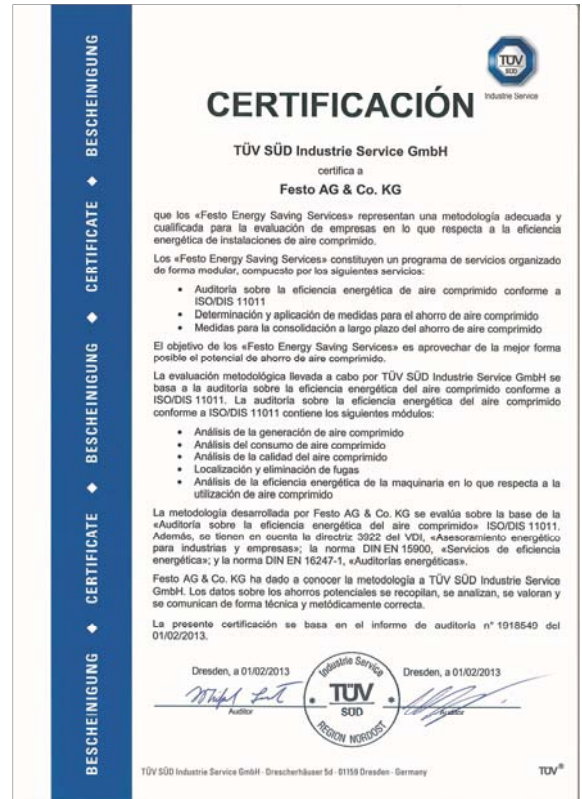 BESCHEINIGUNG ◆ CERTIFICATE ◆ BESCHEINIGUNG ◆ CERTIFICATE ◆ BESCHEINIGUNG
TÜV
SÜD
Industrie Service
CERTIFICACIÓN
TÜV SÜD Industrie Service GmbH
certifica a
Festo AG & Co. KG
que los «Festo Energy Saving Services» representan una metodología adecuada y
cualificada para la evaluación de empresas en lo que respecta a la eficiencia
energética de instalaciones de aire comprimido.
Los «Festo Energy Saving Services» constituyen un programa de servicios organizado
de forma modular, compuesto por los siguientes servicios:
• Auditoría sobre la eficiencia energética de aire comprimido conforme a
ISO/DIS 11011
• Determinación y aplicación de medidas para el ahorro de aire comprimido
• Medidas para la consolidación a largo plazo del ahorro de aire comprimido
El objetivo de los «Festo Energy Saving Services» es aprovechar de la mejor forma
posible el potencial de ahorro de aire comprimido.
La evaluación metodológica llevada a cabo por TÜV SÜD Industrie Service GmbH se
basa a la auditoría sobre la eficiencia energética del aire comprimido conforme a
ISO/DIS 11011. La auditoría sobre la eficiencia energética del aire comprimido
conforme a ISO/DIS 11011 contiene los siguientes módulos:
• Análisis de la generación de aire comprimido
• Análisis del consumo de aire comprimido
• Análisis de la calidad del aire comprimido
• Localización y eliminación de fugas
• Análisis de la eficiencia energética de la maquinaria en lo que respecta a la
utilización de aire comprimido
La metodología desarrollada por Festo AG & Co. KG se evalúa sobre la base de la
«Auditoría sobre la eficiencia energética del aire comprimido» ISO/DIS 11011.
Además, se tienen en cuenta la directriz 3922 del VDI, «Asesoramiento energético
para industrias y empresas»; la norma DIN EN 15900, «Servicios de eficiencia
energética»; y la norma DIN EN 16247-1, «Auditorías energéticas».
Festo AG & Co. KG ha dado a conocer la metodología a TÜV SÜD Industrie Service
GmbH. Los datos sobre los ahorros potenciales se recopilan, se analizan, se valoran y
se comunican de forma técnica y metódicamente correcta.
La presente certificación se basa en el informe de auditoría n° 1918549 del
01/02/2013.
Dresden, a 01/02/2013
Auditor
Industrie Service
TÜV
SÜD
REGION NORDOST
Dresden, a 01/02/2013
TÜV SÜD Industrie Service GmbH · Drescherhäuser 5d · 01159 Dresden · Germany
TÜV®